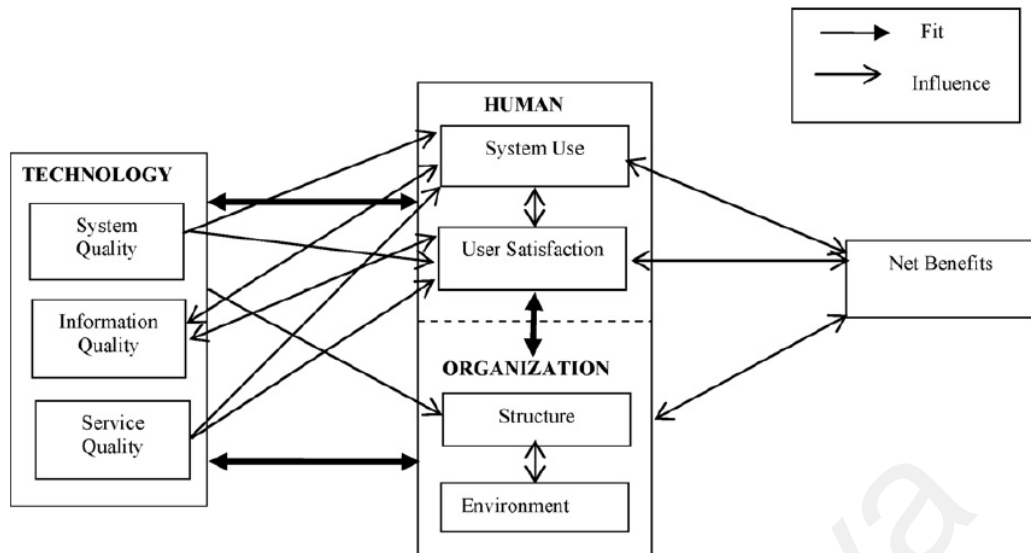 Fit
Influence
TECHNOLOGY
System
Quality
Information
Quality
Service
Quality
HUMAN
System Use
User Satisfaction
ORGANIZATION
Structure
Environment
Net Benefits